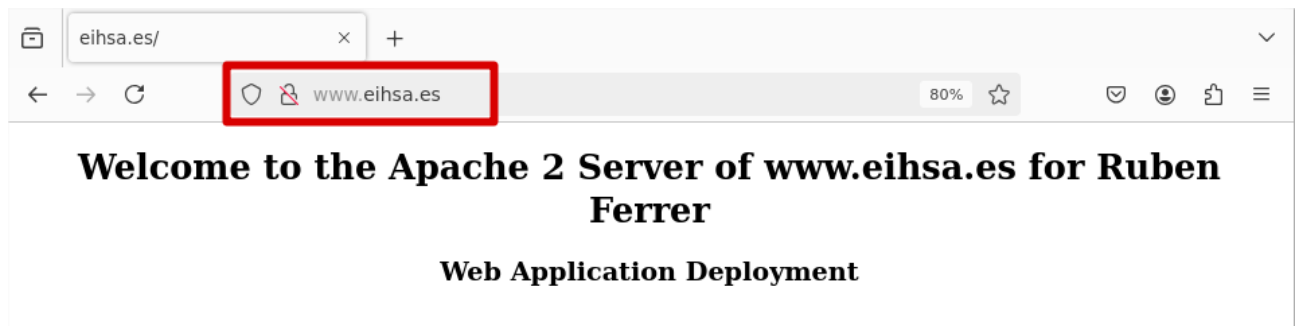 eihsa.es/
www.eihsa.es
80%
Welcome to the Apache 2 Server of www.eihsa.es for Ruben
Ferrer
Web Application Deployment